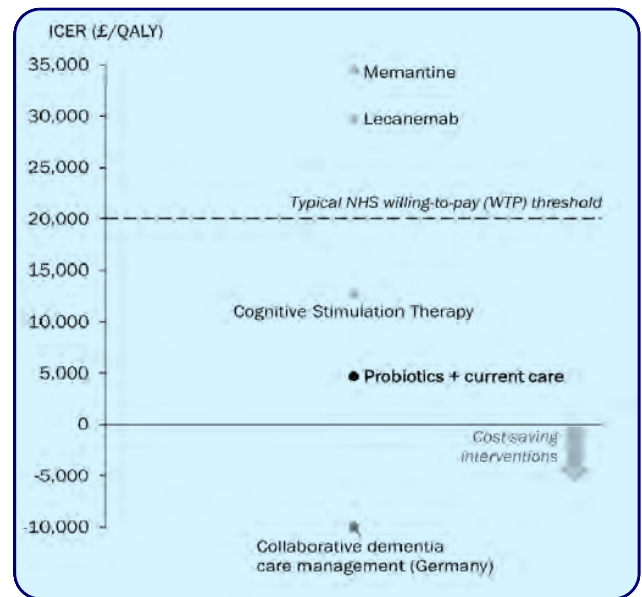 ICER (£/QALY)
35,000
Memantine
30,000
Lecanemab
25,000
Typical NHS willing-to-pay (WTP) threshold
20,000
15,000
Cognitive Stimulation Therapy
10,000
5,000
Probiotics + current care
0
Cost-saving
interventions
-5,000
-10,000
Collaborative dementia
care management (Germany)